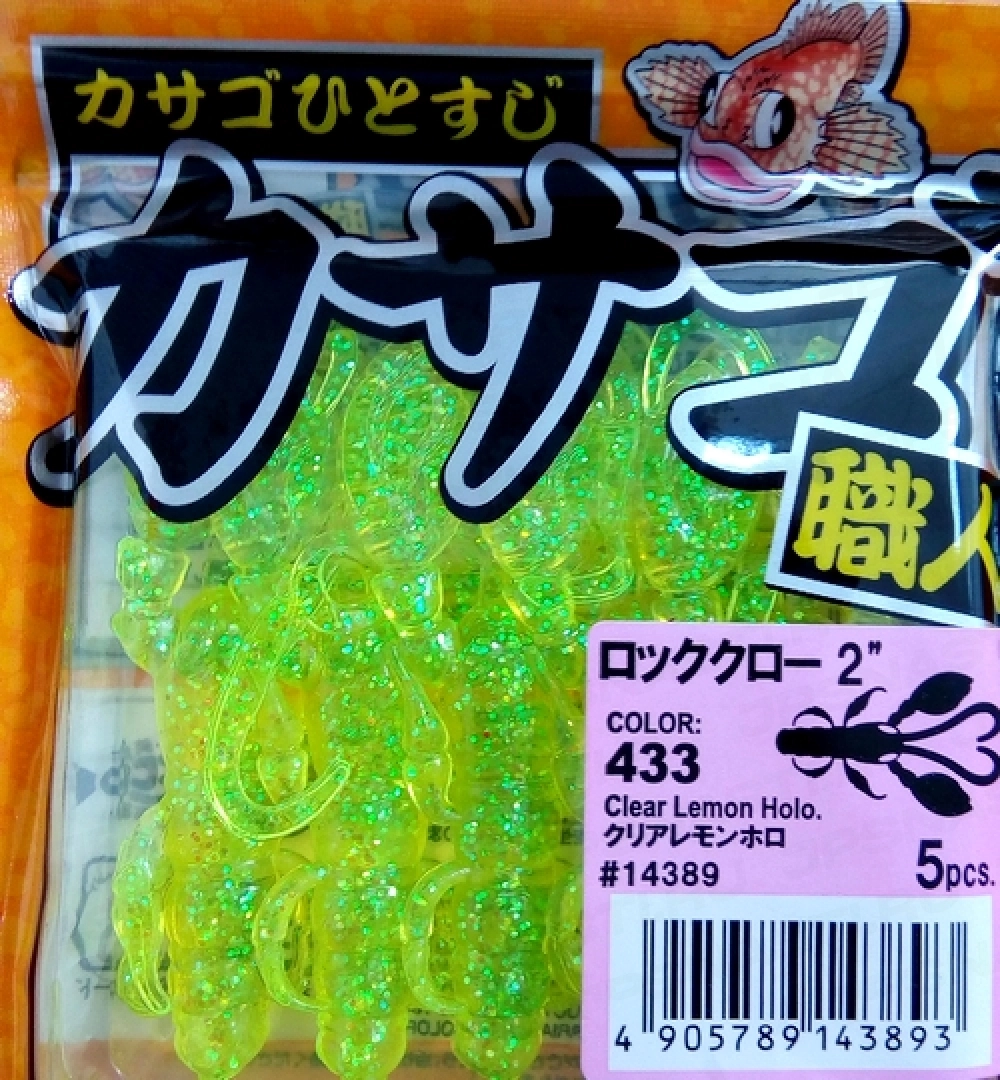 カサゴひとすじ
カサゴ
職人
ロッククロー 2”
COLOR:
433
Clear Lemon Holo.
クリアレモンホロ
#14389
5pcs.
4 905789 143893